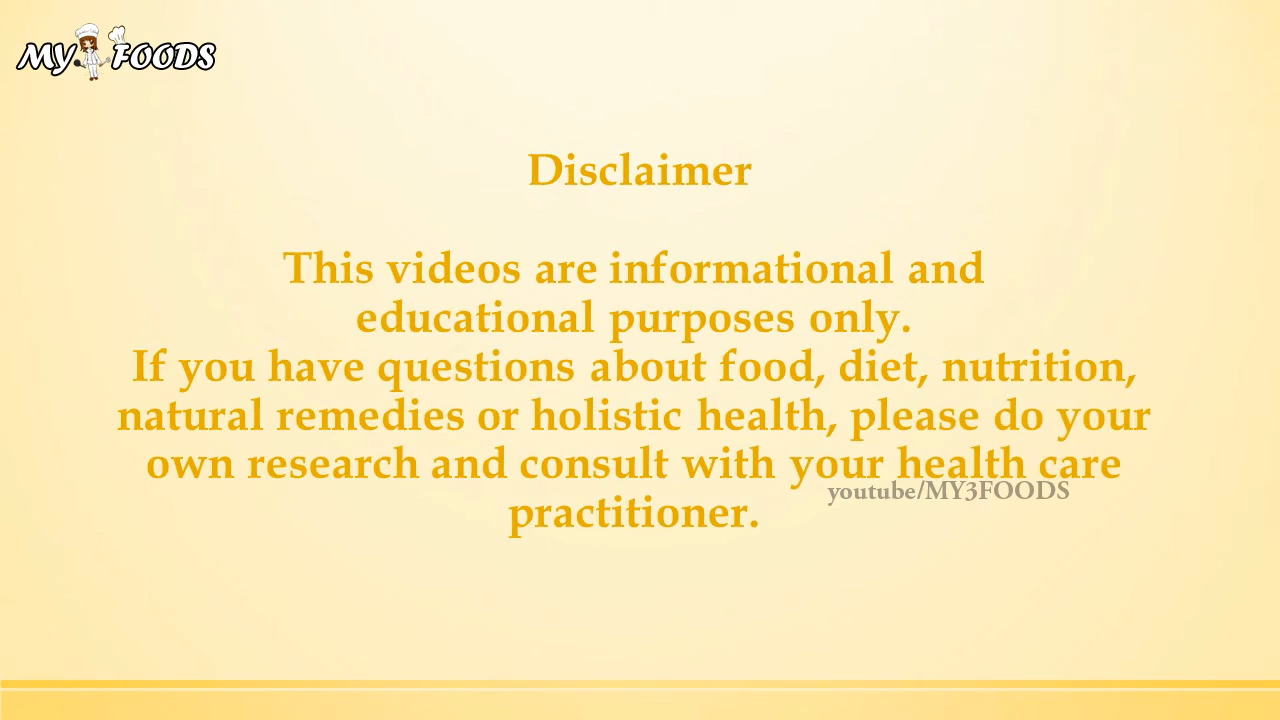 MY FOODS
Disclaimer
This videos are informational and
educational purposes only.
If you have questions about food, diet, nutrition,
natural remedies or holistic health, please do your
own research and consult with your health care
youtube/MY3FOODS
practitioner.